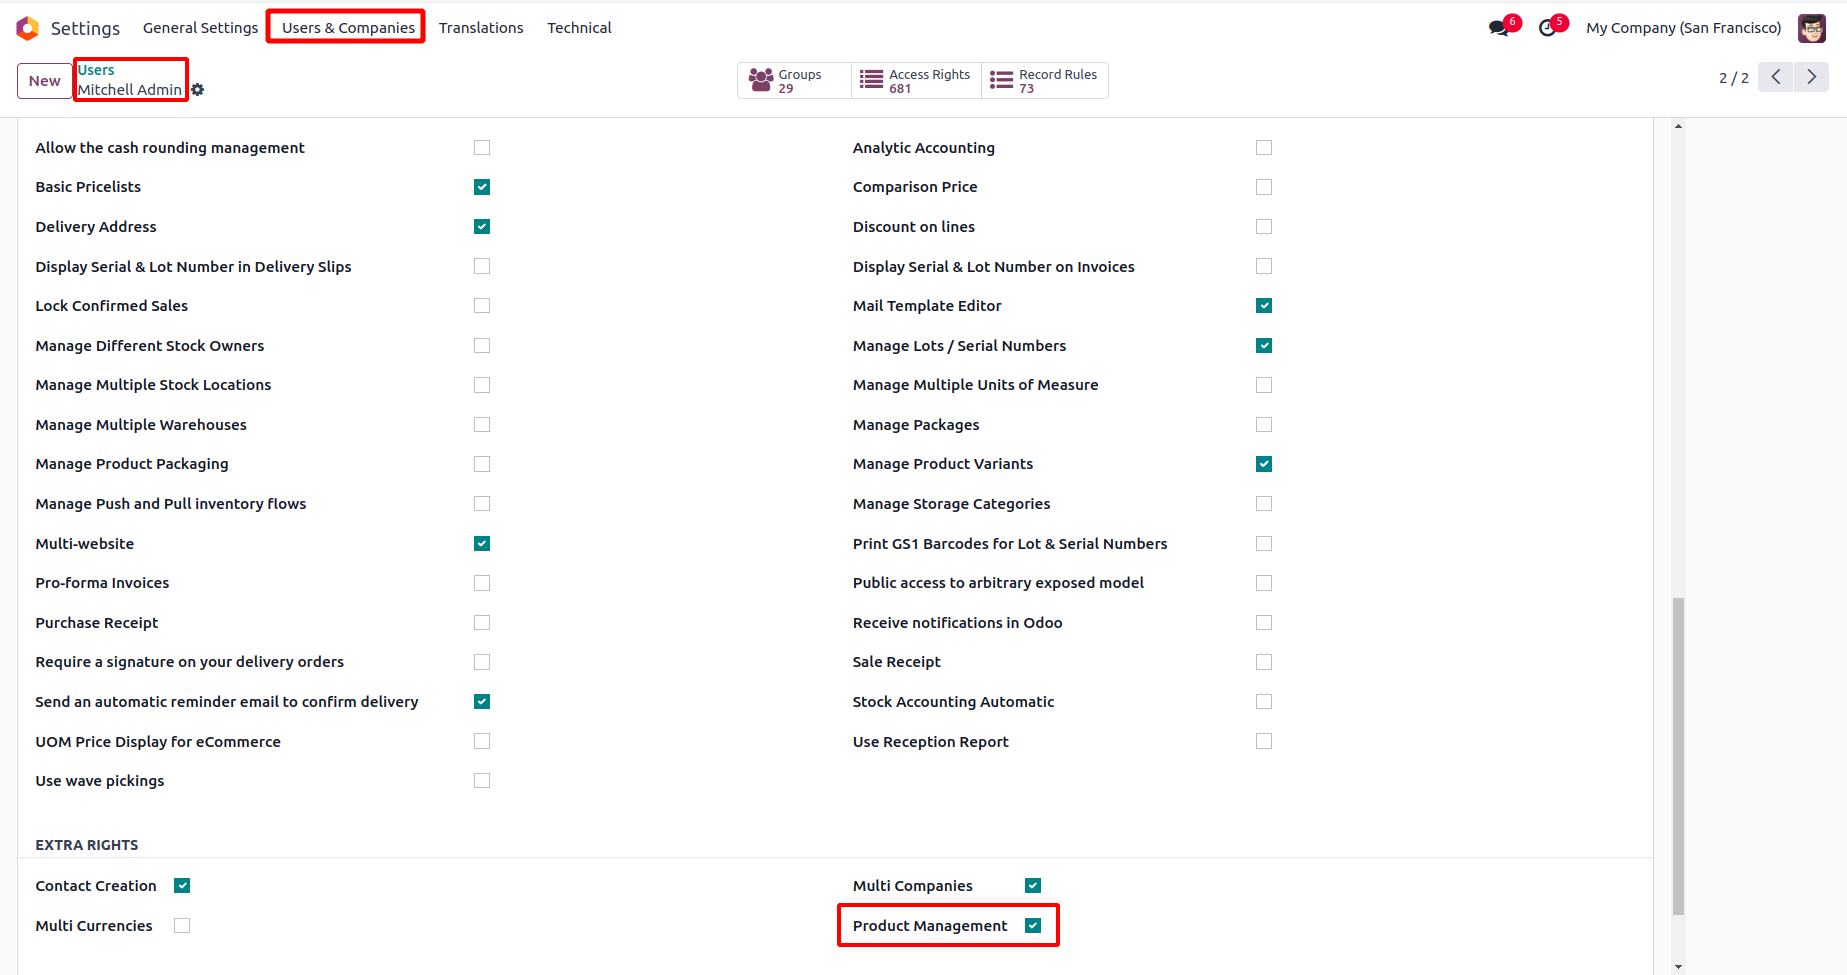 Settings General Settings Users & Companies Translations Technical 6 5 My Company (San Francisco)
New Users Groups Access Rights Record Rules
Mitchell Admin 29 681 73 2 / 2
Allow the cash rounding management Analytic Accounting
Basic Pricelists Comparison Price
Delivery Address Discount on lines
Display Serial & Lot Number in Delivery Slips Display Serial & Lot Number on Invoices
Lock Confirmed Sales Mail Template Editor
Manage Different Stock Owners Manage Lots / Serial Numbers
Manage Multiple Stock Locations Manage Multiple Units of Measure
Manage Multiple Warehouses Manage Packages
Manage Product Packaging Manage Product Variants
Manage Push and Pull inventory flows Manage Storage Categories
Multi-website Print GS1 Barcodes for Lot & Serial Numbers
Pro-forma Invoices Public access to arbitrary exposed model
Purchase Receipt Receive notifications in Odoo
Require a signature on your delivery orders Sale Receipt
Send an automatic reminder email to confirm delivery Stock Accounting Automatic
UOM Price Display for eCommerce Use Reception Report
Use wave pickings
EXTRA RIGHTS
Contact Creation Multi Companies
Multi Currencies Product Management